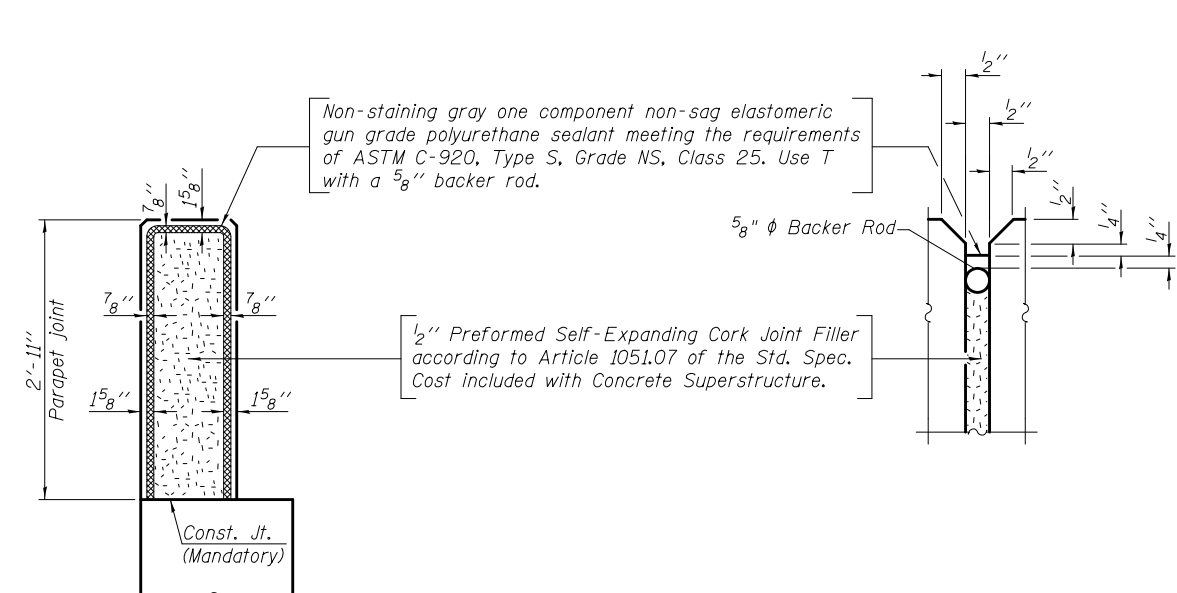 Non-staining gray one component non-sag elastomeric
gun grade polyurethane sealant meeting the requirements
of ASTM C-920, Type S, Grade NS, Class 25. Use T
with a 5/8'' backer rod.
1/2''
1/2''
1/2''
1/2''
1/4''
1/4''
5/8" ϕ Backer Rod
7/8''
1 5/8''
7/8''
7/8''
2'-11''
Parapet joint
1 5/8''
1 5/8''
1/2'' Preformed Self-Expanding Cork Joint Filler
according to Article 1051.07 of the Std. Spec.
Cost included with Concrete Superstructure.
Const. Jt.
(Mandatory)